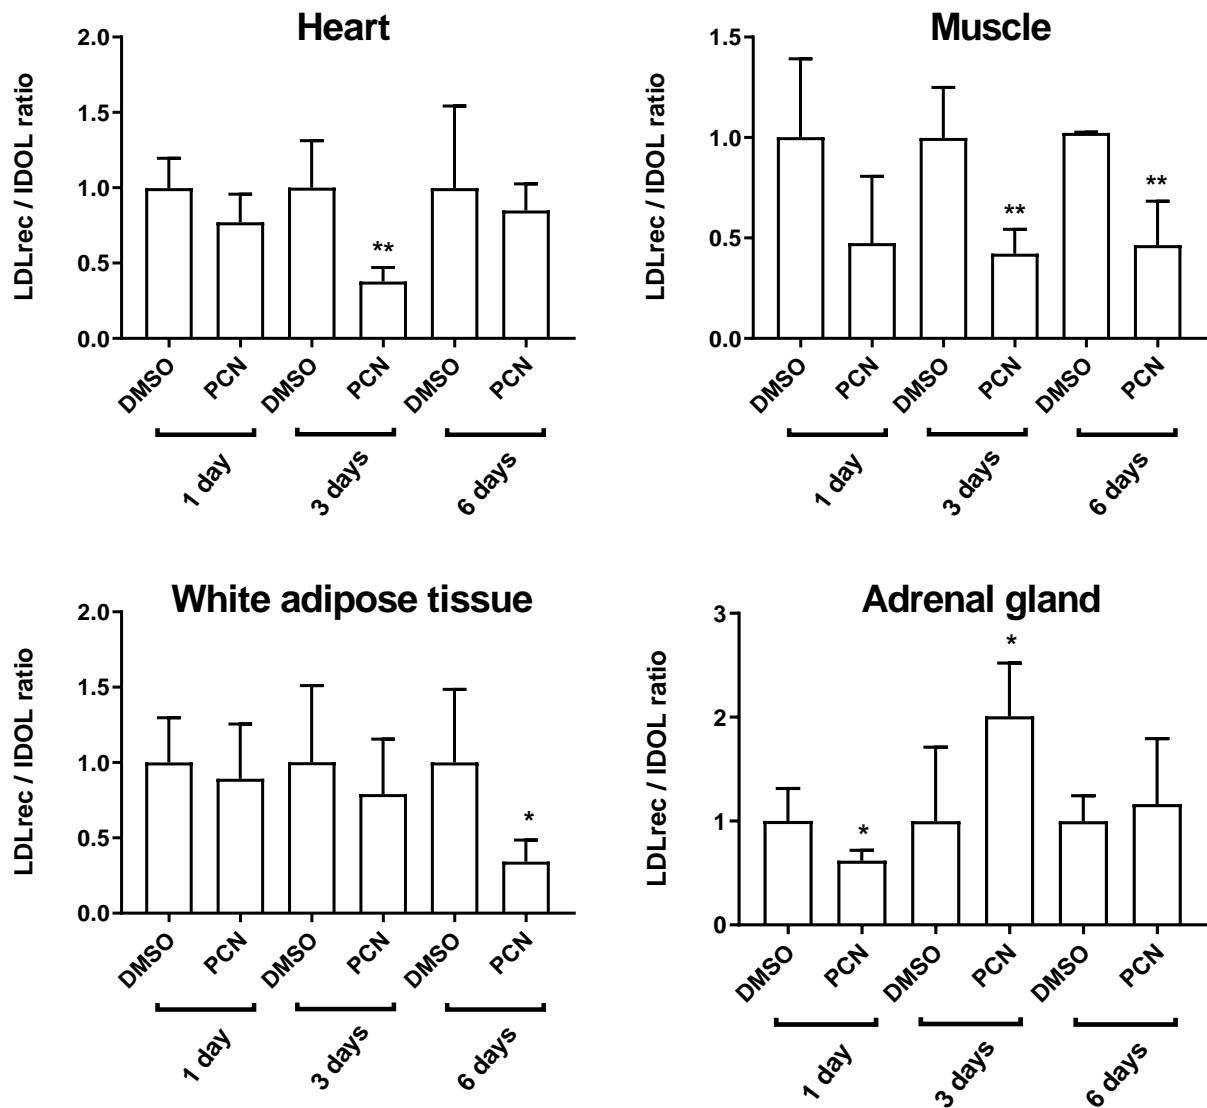 Heart
LDLrec / IDOL ratio
2.0
1.5
1.0
0.5
0.0
**
DMSO
PCN
DMSO
PCN
DMSO
PCN
1 day
3 days
6 days
Muscle
LDLrec / IDOL ratio
1.5
1.0
0.5
0.0
**
**
DMSO
PCN
DMSO
PCN
DMSO
PCN
1 day
3 days
6 days
White adipose tissue
LDLrec / IDOL ratio
2.0
1.5
1.0
0.5
0.0
*
DMSO
PCN
DMSO
PCN
DMSO
PCN
1 day
3 days
6 days
Adrenal gland
LDLrec / IDOL ratio
3
2
1
0
*
*
DMSO
PCN
DMSO
PCN
DMSO
PCN
1 day
3 days
6 days